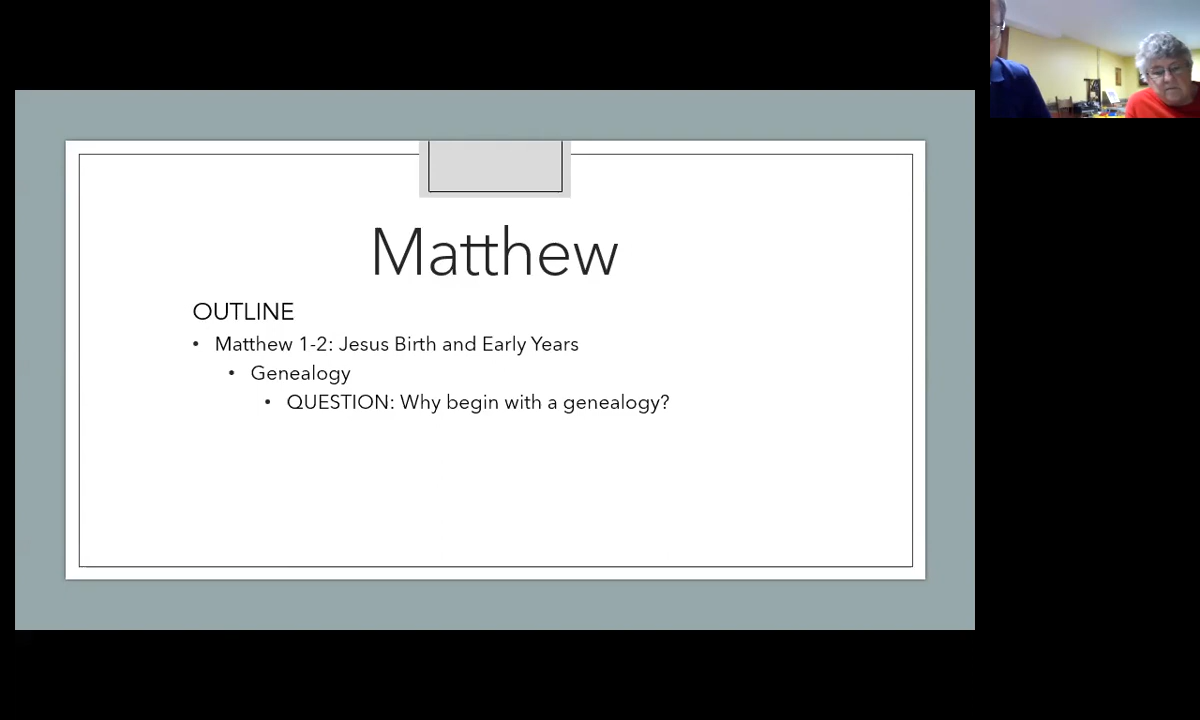 Matthew
OUTLINE
• Matthew 1-2: Jesus Birth and Early Years
• Genealogy
• QUESTION: Why begin with a genealogy?